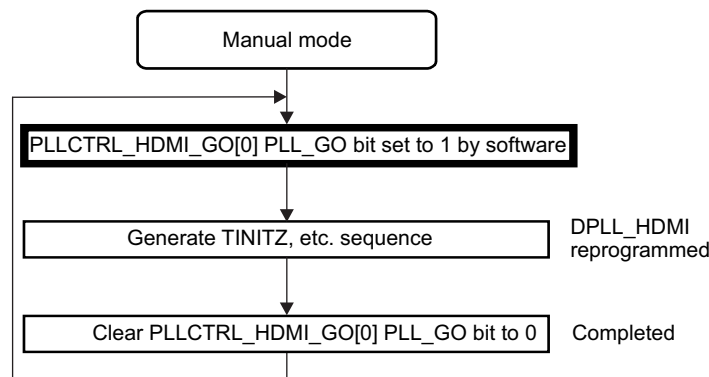 Manual mode
PLLCTRL_HDMI_GO[0] PLL_GO bit set to 1 by software
Generate TINITZ, etc. sequence
DPLL_HDMI
reprogrammed
Clear PLLCTRL_HDMI_GO[0] PLL_GO bit to 0
Completed